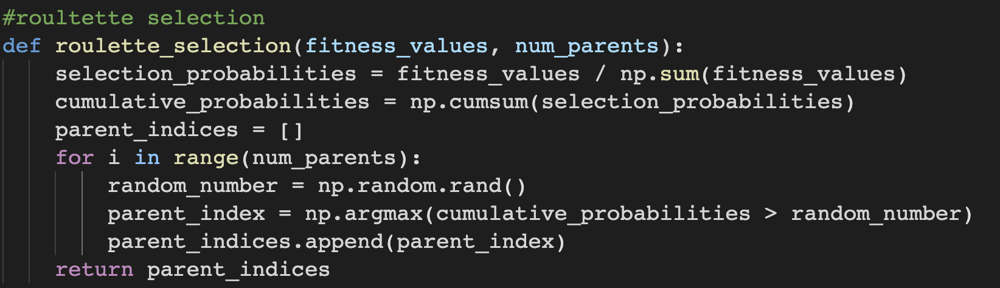 #roultette selection
def roulette_selection(fitness_values, num_parents):
    selection_probabilities = fitness_values / np.sum(fitness_values)
    cumulative_probabilities = np.cumsum(selection_probabilities)
    parent_indices = []
    for i in range(num_parents):
        random_number = np.random.rand()
        parent_index = np.argmax(cumulative_probabilities > random_number)
        parent_indices.append(parent_index)
    return parent_indices